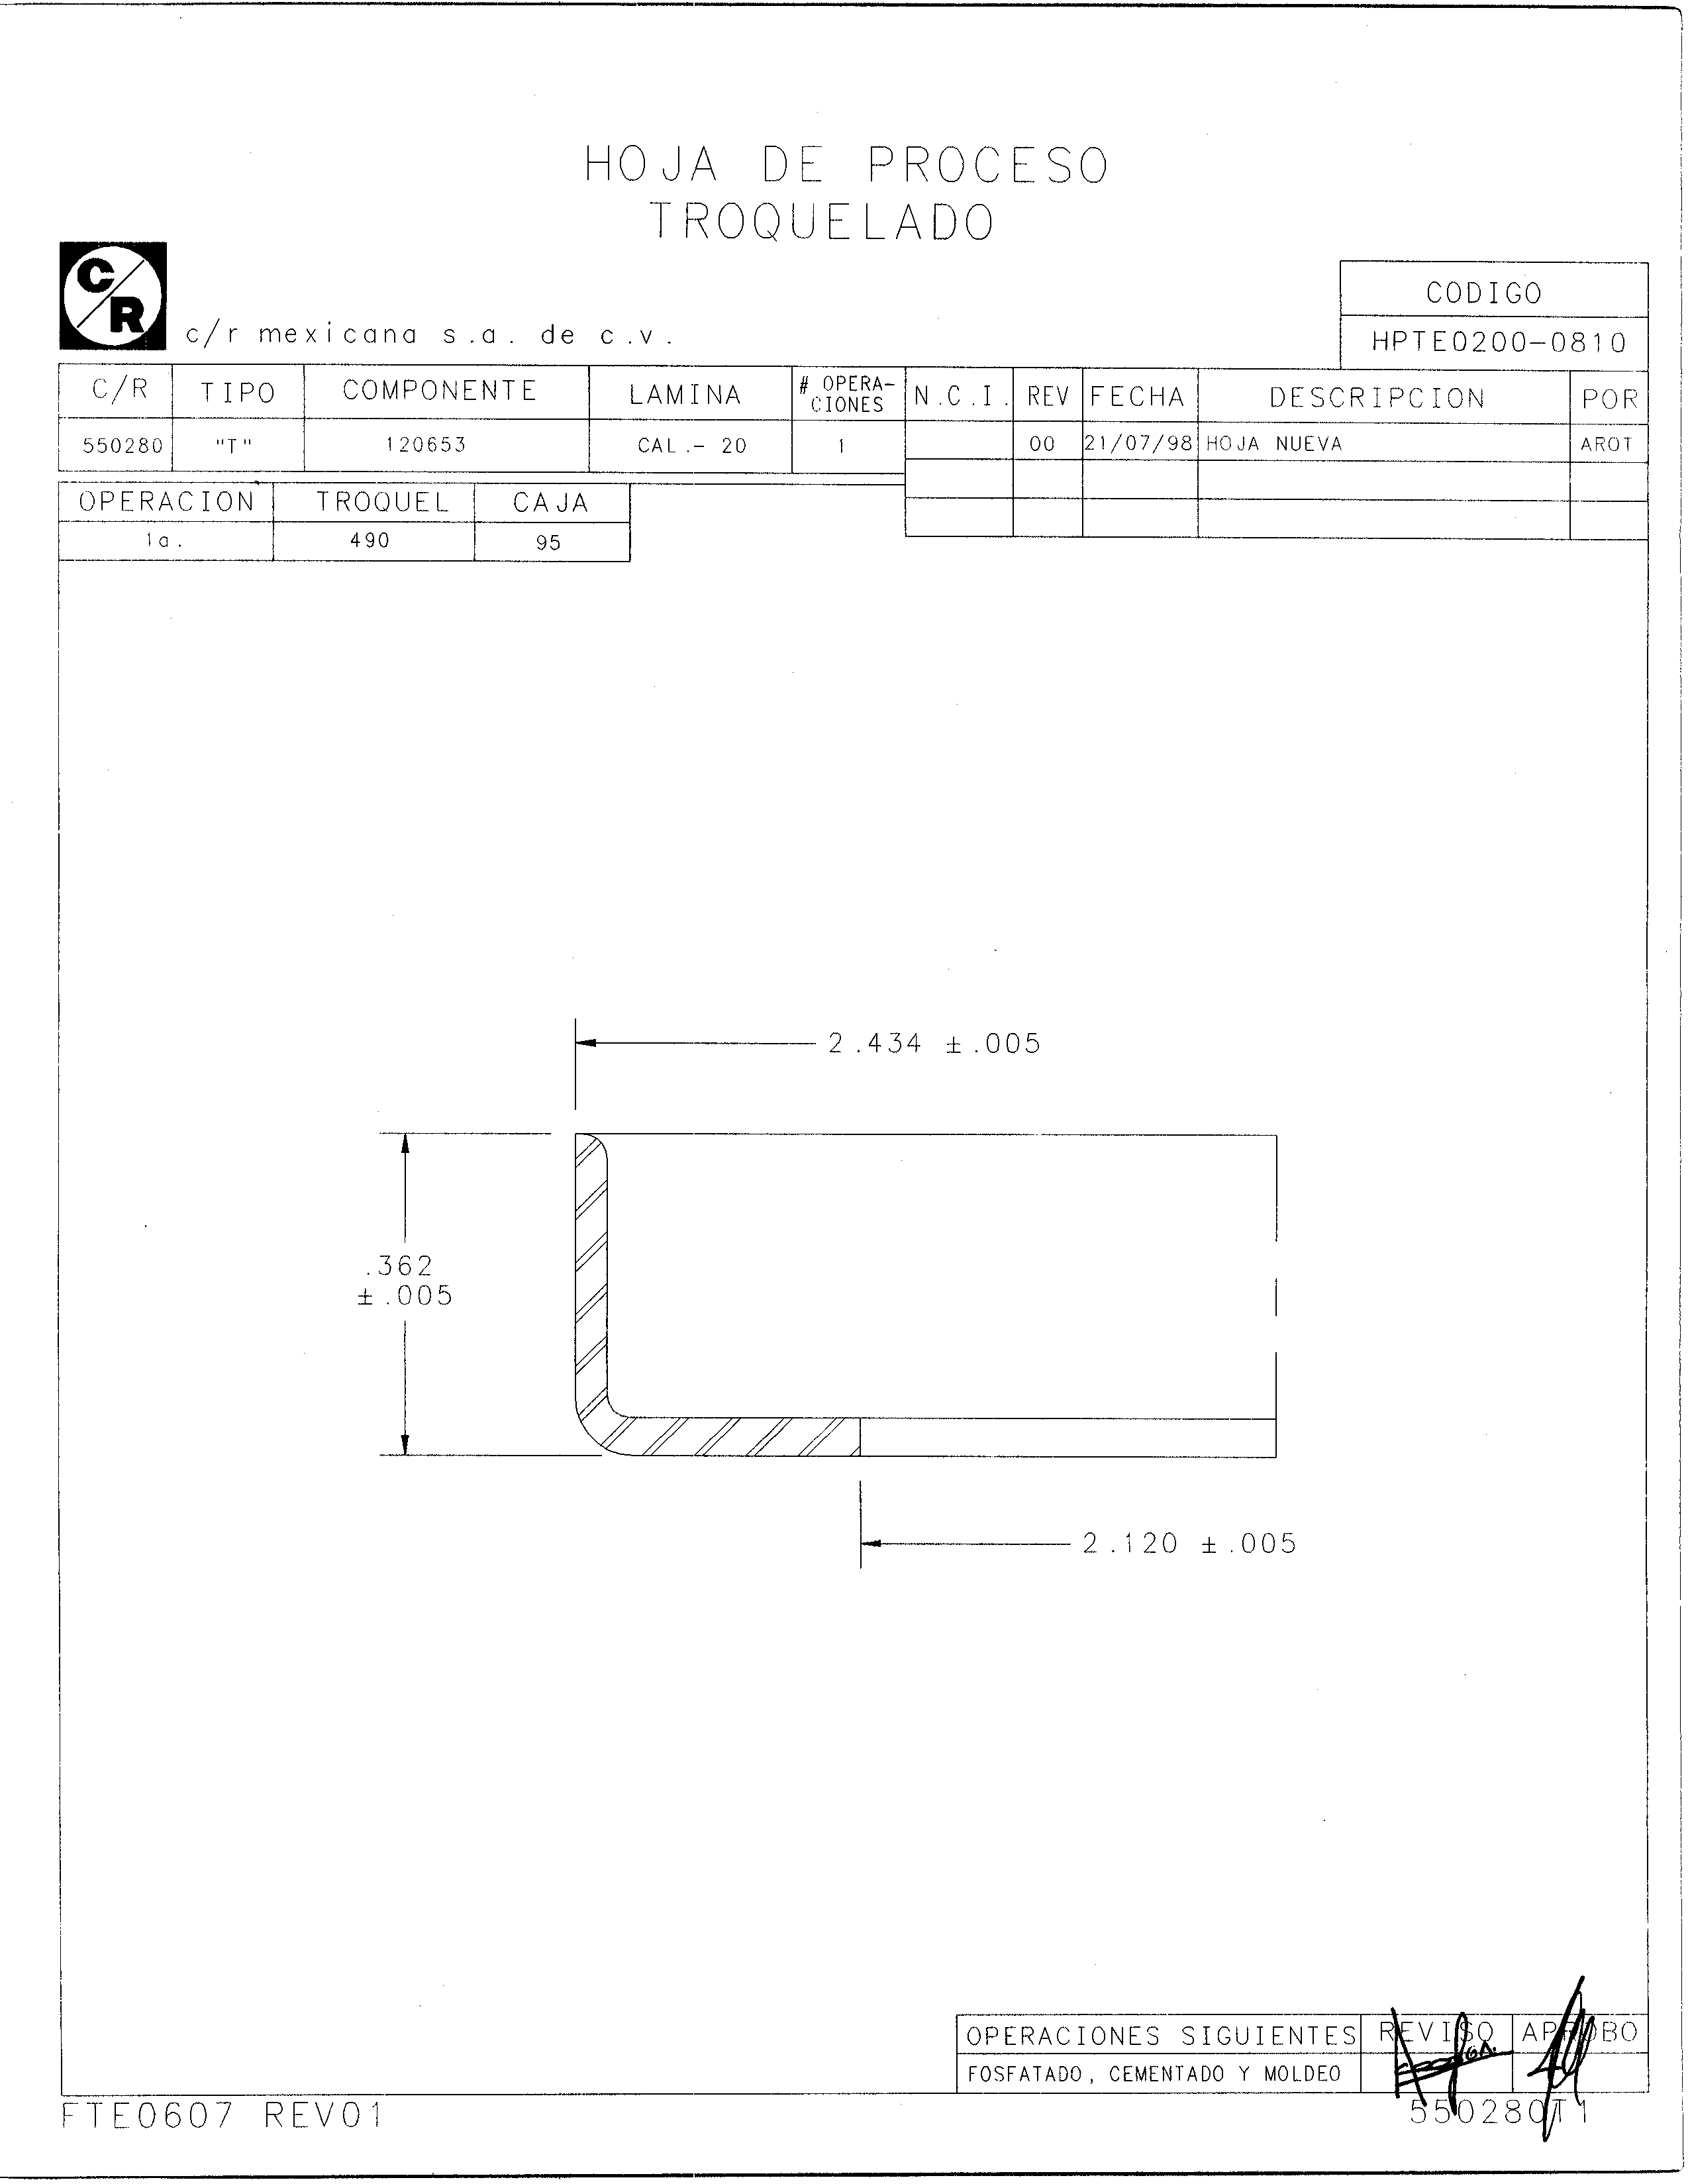 HOJA DE PROCESO
TROQUELADO
C/R
c/r mexicana s.a. de c.v.
CODIGO
HPTE0200-0810
C/R TIPO COMPONENTE LAMINA # OPERA-CIONES N.C.I. REV FECHA DESCRIPCION POR
550280 "T" 120653 CAL.- 20 1 00 21/07/98 HOJA NUEVA AROT
OPERACION TROQUEL CAJA
1a. 490 95
2.434 ±.005
.362
±.005
2.120 ±.005
OPERACIONES SIGUIENTES REVISO APROBO
FOSFATADO, CEMENTADO Y MOLDEO
FTE0607 REV01
550280T1